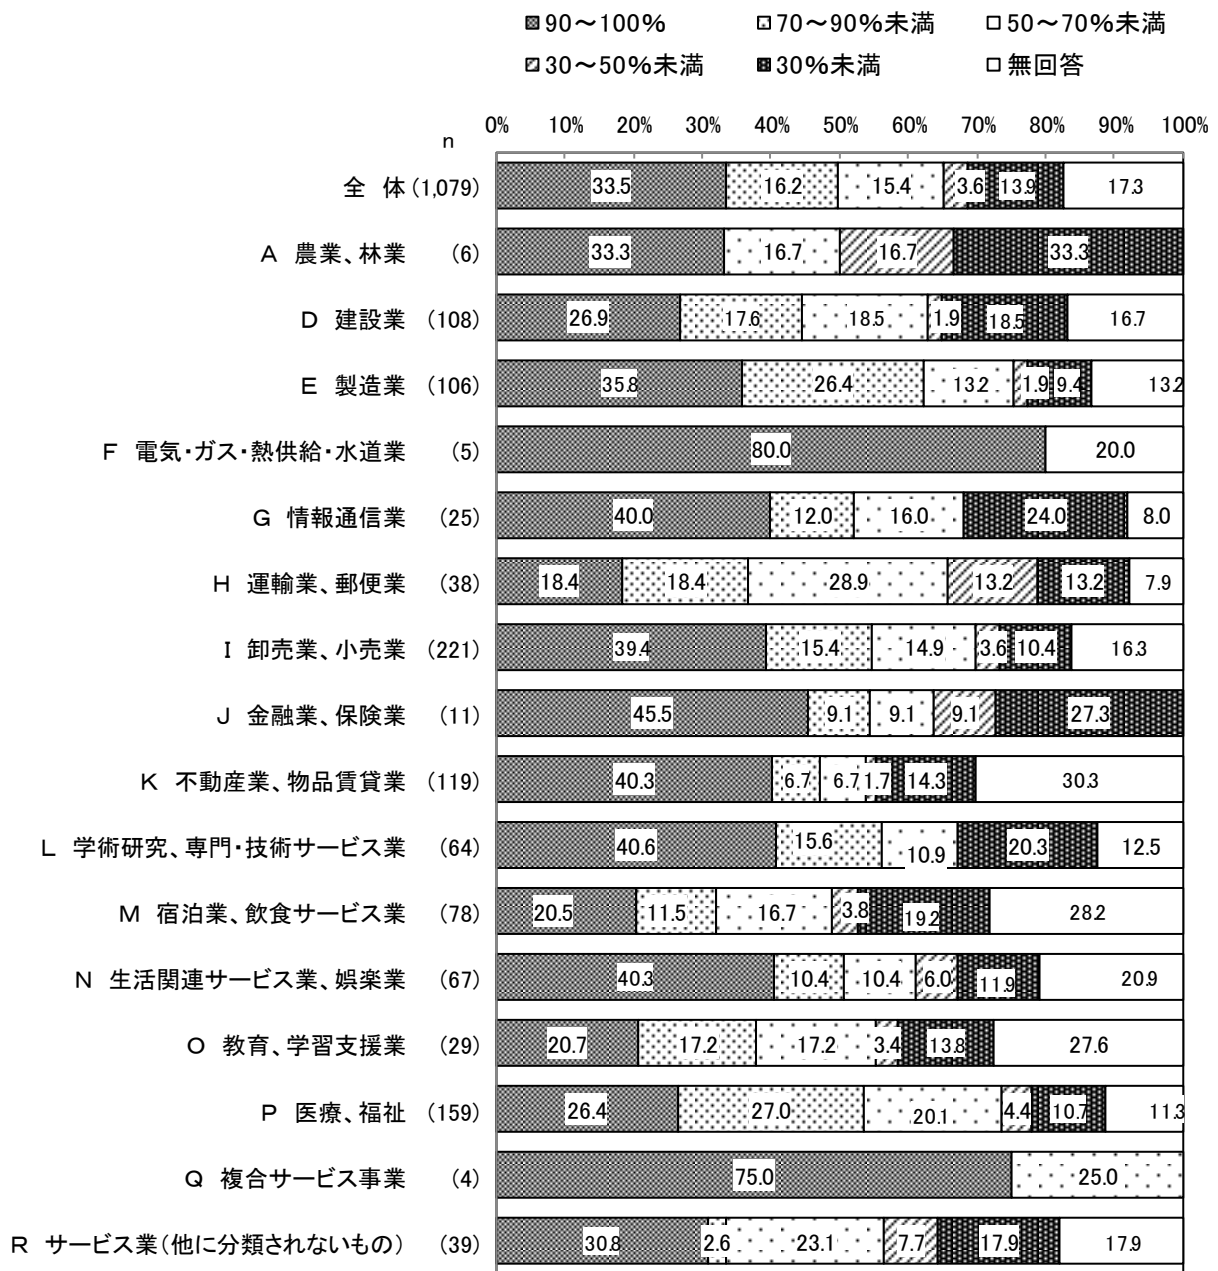 90～100% 70～90%未満 50～70%未満
30～50%未満 30%未満 無回答
0% 10% 20% 30% 40% 50% 60% 70% 80% 90% 100%
n
全 体 (1,079) 33.5 16.2 15.4 3.6 13.9 17.3
A 農業、林業 (6) 33.3 16.7 16.7 33.3
D 建設業 (108) 26.9 17.6 18.5 1.9 18.5 16.7
E 製造業 (106) 35.8 26.4 13.2 1.9 9.4 13.2
F 電気・ガス・熱供給・水道業 (5) 80.0 20.0
G 情報通信業 (25) 40.0 12.0 16.0 24.0 8.0
H 運輸業、郵便業 (38) 18.4 18.4 28.9 13.2 13.2 7.9
I 卸売業、小売業 (221) 39.4 15.4 14.9 3.6 10.4 16.3
J 金融業、保険業 (11) 45.5 9.1 9.1 9.1 27.3
K 不動産業、物品賃貸業 (119) 40.3 6.7 6.7 1.7 14.3 30.3
L 学術研究、専門・技術サービス業 (64) 40.6 15.6 10.9 20.3 12.5
M 宿泊業、飲食サービス業 (78) 20.5 11.5 16.7 3.8 19.2 28.2
N 生活関連サービス業、娯楽業 (67) 40.3 10.4 10.4 6.0 11.9 20.9
O 教育、学習支援業 (29) 20.7 17.2 17.2 3.4 13.8 27.6
P 医療、福祉 (159) 26.4 27.0 20.1 4.4 10.7 11.3
Q 複合サービス事業 (4) 75.0 25.0
R サービス業（他に分類されないもの） (39) 30.8 2.6 23.1 7.7 17.9 17.9